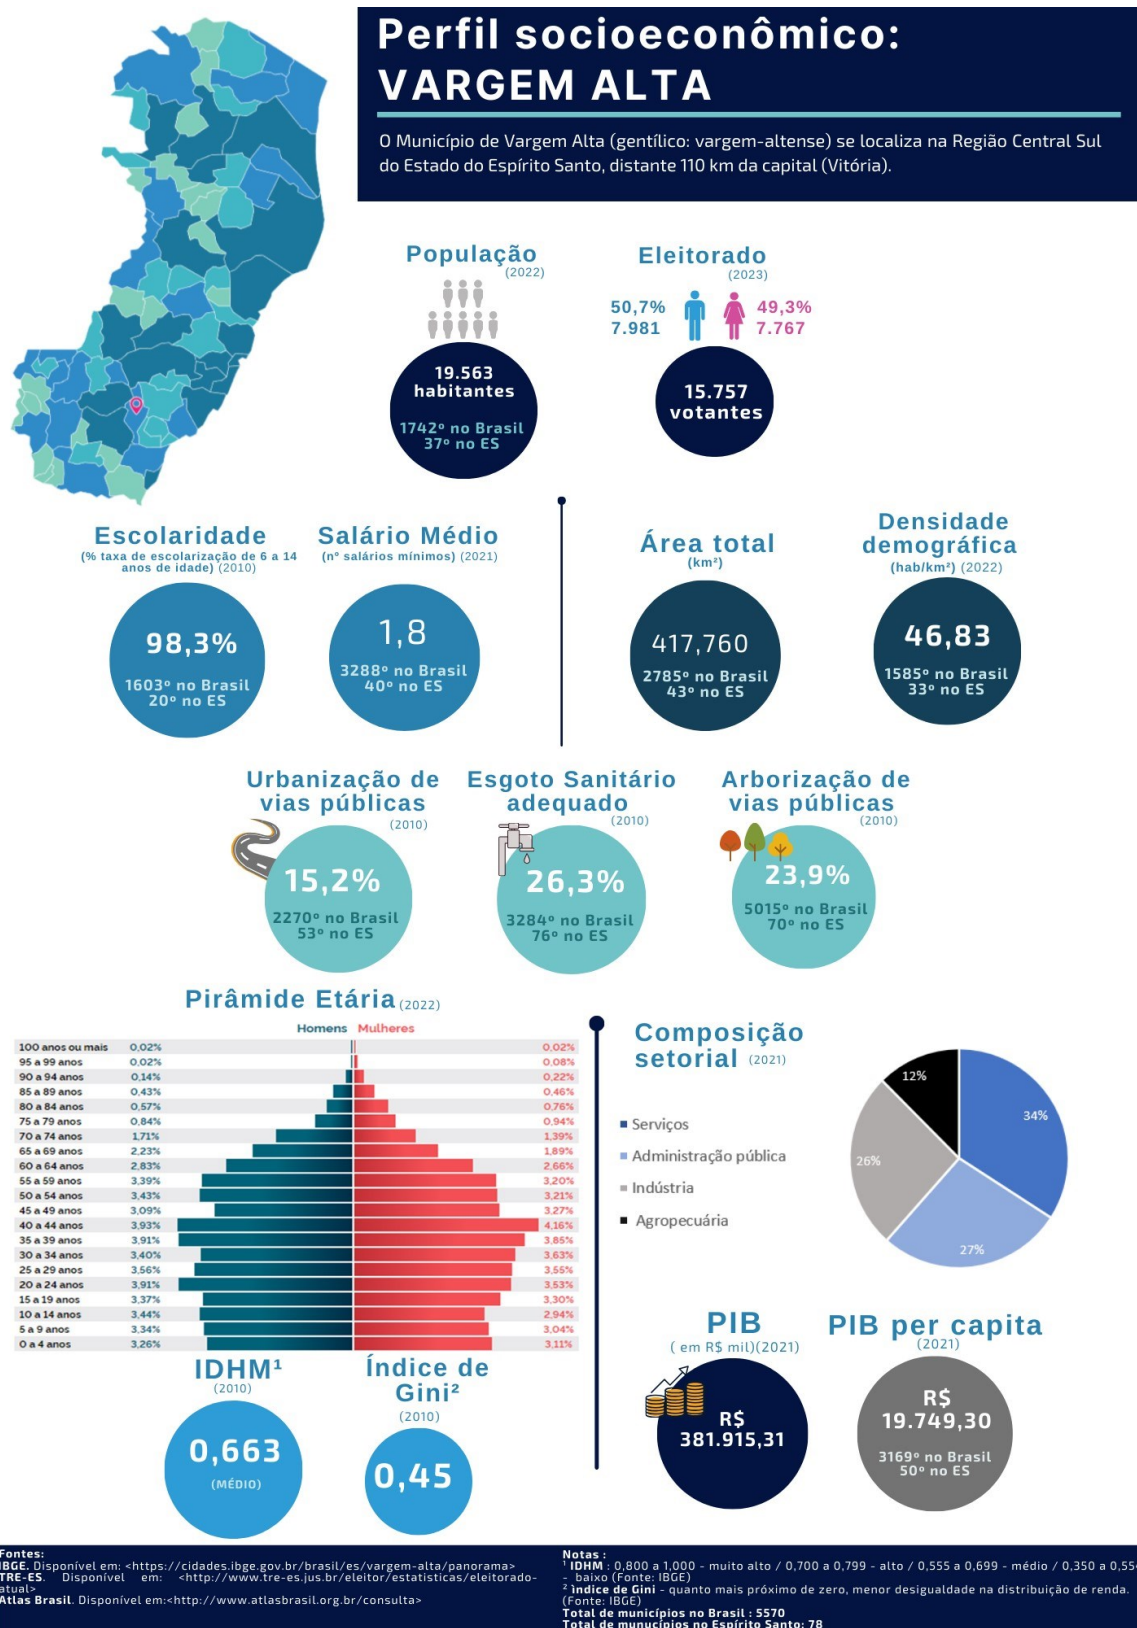 Perfil socioeconômico:
VARGEM ALTA
O Município de Vargem Alta (gentílico: vargem-altense) se localiza na Região Central Sul
do Estado do Espírito Santo, distante 110 km da capital (Vitória).
População
(2022)
19.563
habitantes
1742º no Brasil
37º no ES
Eleitorado
(2023)
50,7%
7.981
49,3%
7.767
15.757
votantes
Escolaridade
(% taxa de escolarização de 6 a 14
anos de idade) (2010)
98,3%
1603º no Brasil
20º no ES
Salário Médio
(nº salários mínimos) (2021)
1,8
3288º no Brasil
40º no ES
Área total
(km²)
417,760
2785º no Brasil
43º no ES
Densidade
demográfica
(hab/km²) (2022)
46,83
1585º no Brasil
33º no ES
Urbanização de
vias públicas
(2010)
15,2%
2270º no Brasil
53º no ES
Esgoto Sanitário
adequado
(2010)
26,3%
3284º no Brasil
76º no ES
Arborização de
vias públicas
(2010)
23,9%
5015º no Brasil
70º no ES
Pirâmide Etária (2022)
Homens Mulheres
100 anos ou mais 0,02% 0,02%
95 a 99 anos 0,02% 0,08%
90 a 94 anos 0,14% 0,22%
85 a 89 anos 0,43% 0,46%
80 a 84 anos 0,57% 0,76%
75 a 79 anos 0,84% 0,94%
70 a 74 anos 1,71% 1,39%
65 a 69 anos 2,23% 1,89%
60 a 64 anos 2,83% 2,66%
55 a 59 anos 3,39% 3,20%
50 a 54 anos 3,43% 3,21%
45 a 49 anos 3,09% 3,27%
40 a 44 anos 3,93% 4,16%
35 a 39 anos 3,91% 3,85%
30 a 34 anos 3,40% 3,63%
25 a 29 anos 3,56% 3,55%
20 a 24 anos 3,91% 3,53%
15 a 19 anos 3,37% 3,30%
10 a 14 anos 3,44% 2,94%
5 a 9 anos 3,34% 3,04%
0 a 4 anos 3,26% 3,11%
Composição
setorial (2021)
Serviços
Administração pública
Indústria
Agropecuária
12%
34%
26%
27%
IDHM¹
(2010)
0,663
(MÉDIO)
Índice de
Gini²
(2010)
0,45
PIB
( em R$ mil)(2021)
R$
381.915,31
PIB per capita
(2021)
R$
19.749,30
3169º no Brasil
50º no ES
Fontes:
IBGE. Disponível em: <https://cidades.ibge.gov.br/brasil/es/vargem-alta/panorama>
TRE-ES. Disponível em: <http://www.tre-es.jus.br/eleitor/estatisticas/eleitorado-
atual>
Atlas Brasil. Disponível em:<http://www.atlasbrasil.org.br/consulta>
Notas :
¹ IDHM : 0,800 a 1,000 - muito alto / 0,700 a 0,799 - alto / 0,555 a 0,699 - médio / 0,350 a
- baixo (Fonte: IBGE)
² índice de Gini - quanto mais próximo de zero, menor desigualdade na distribuição de renda.
(Fonte: IBGE)
Total de municípios no Brasil : 5570
Total de munucípios no Espírito Santo: 78